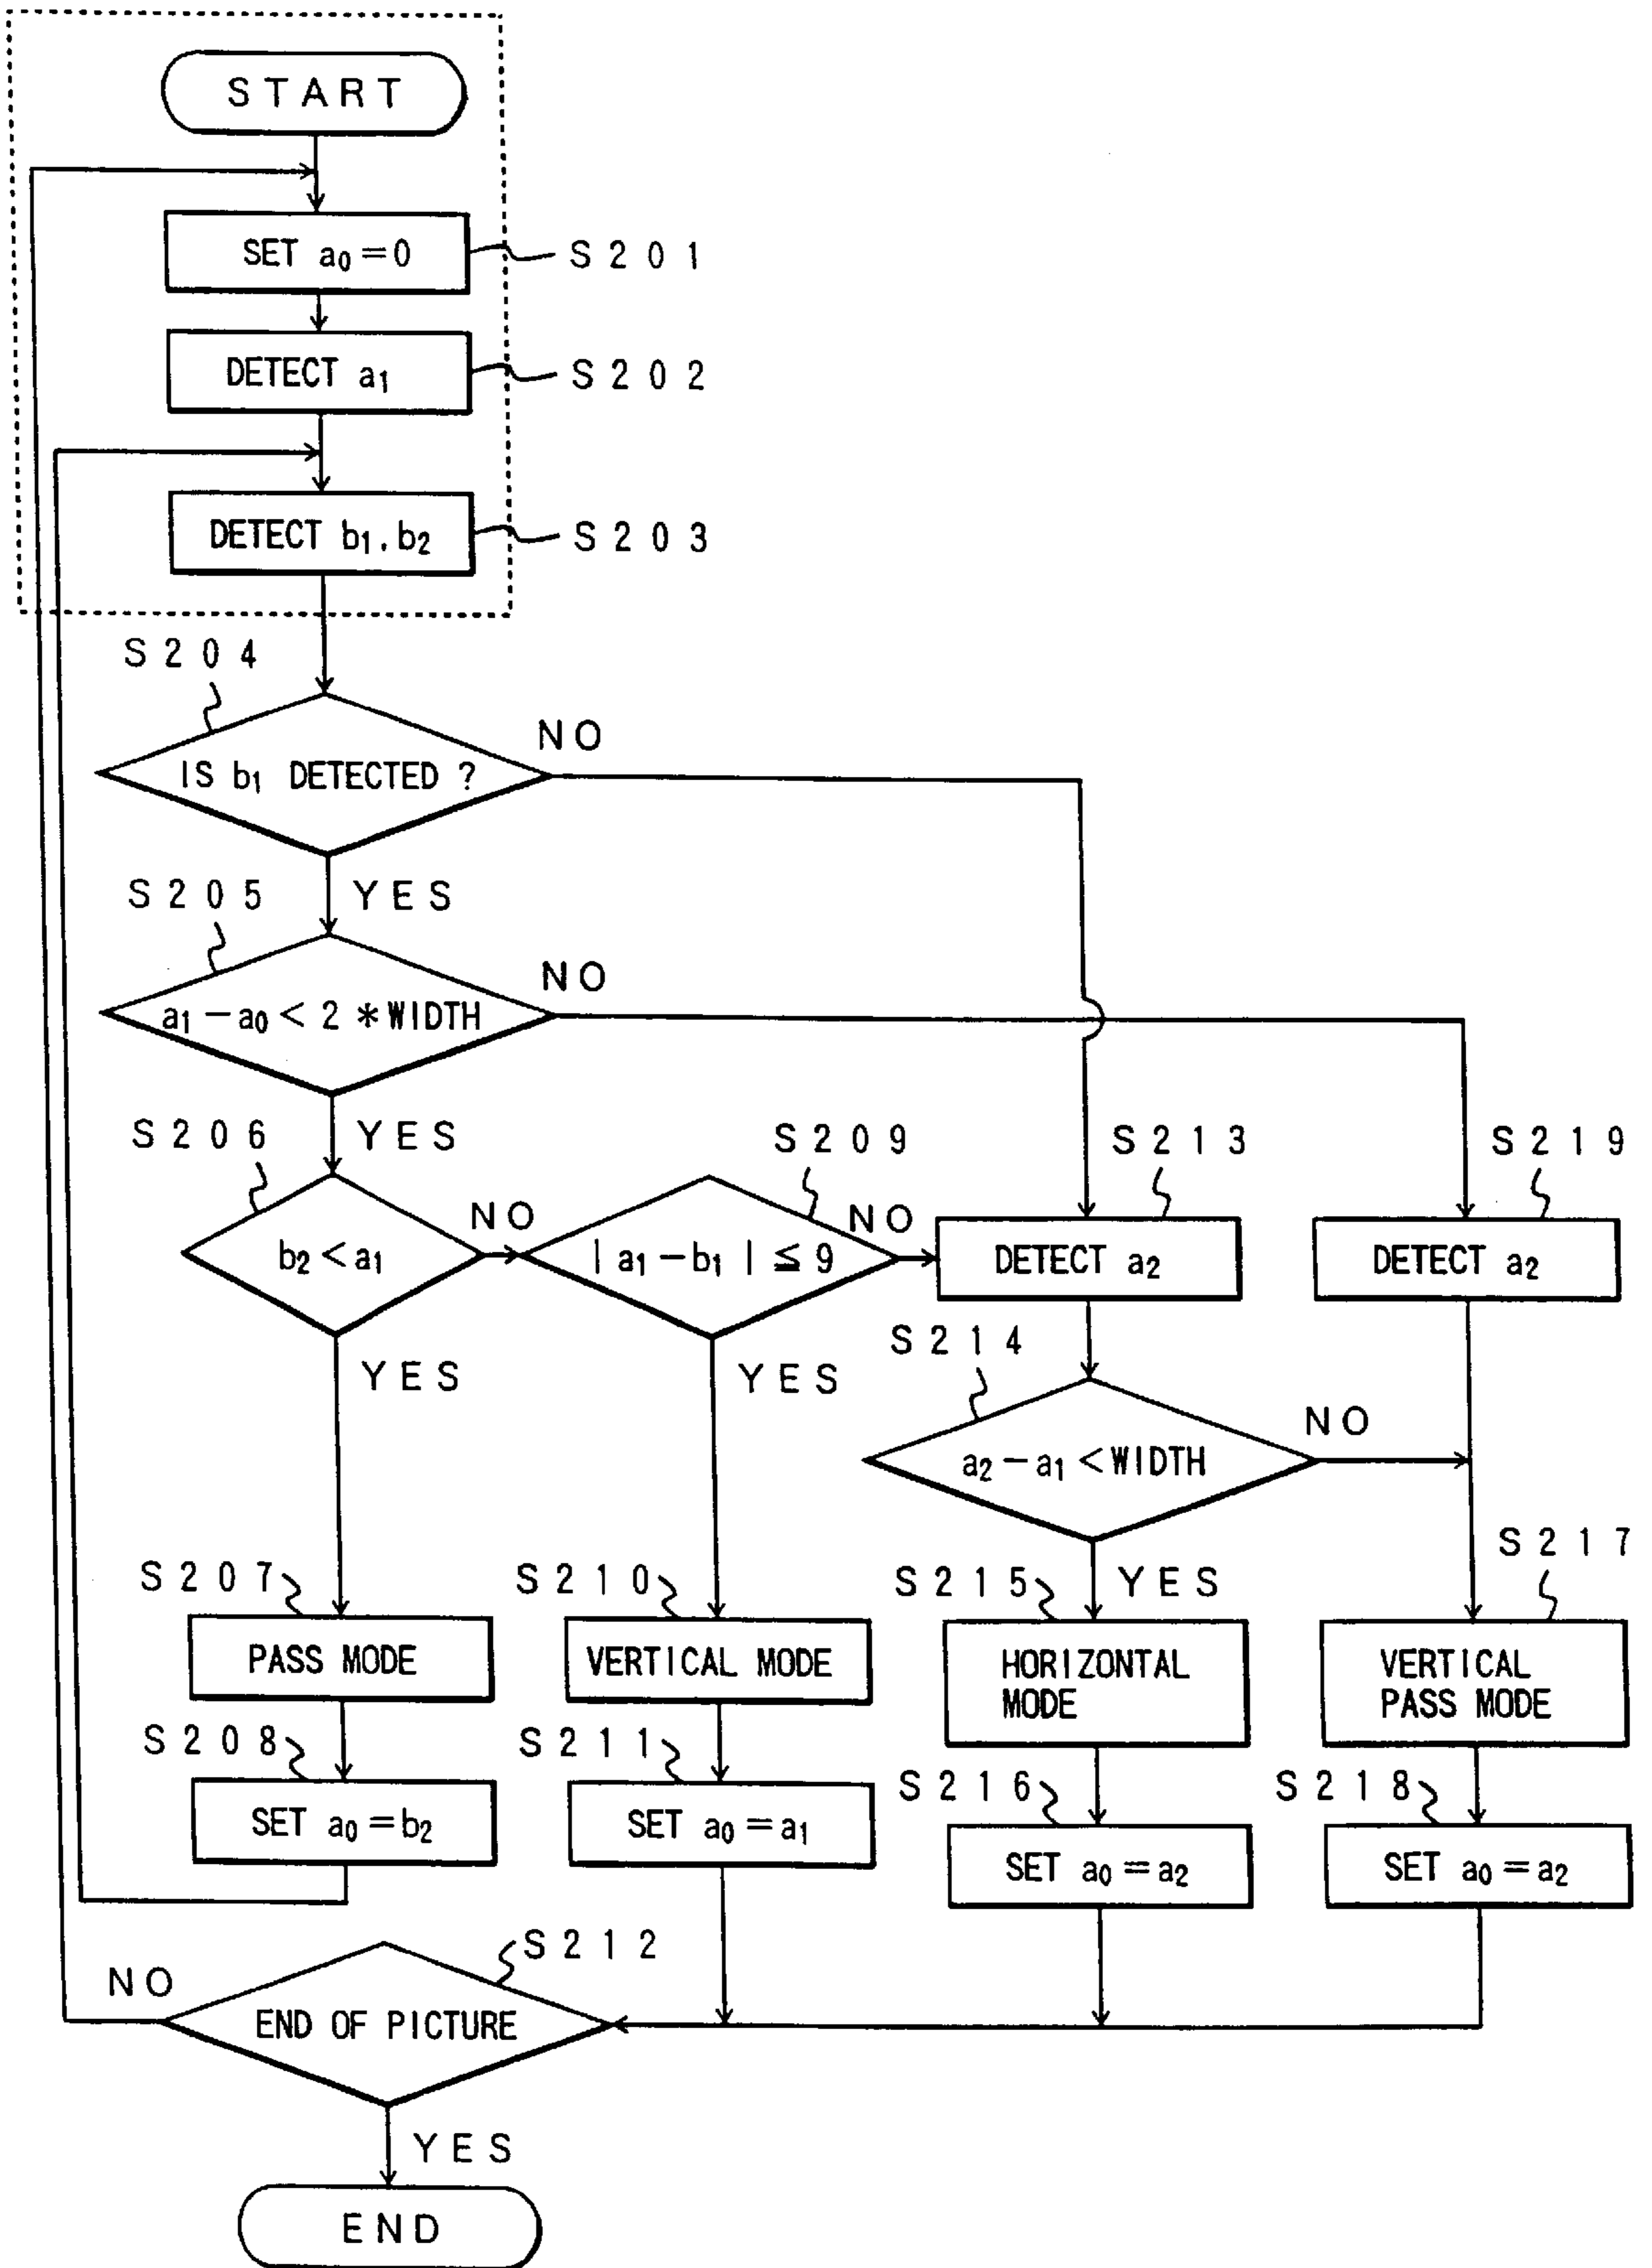 START
SET a₀ = 0
S201
DETECT a₁
S202
DETECT b₁, b₂
S203
S204
IS b₁ DETECTED ?
NO
YES
S205
a₁ − a₀ < 2 * WIDTH
NO
YES
S206
b₂ < a₁
NO
YES
S209
| a₁ − b₁ | ≦ 9
NO
YES
S213
DETECT a₂
S219
DETECT a₂
S214
a₂ − a₁ < WIDTH
NO
YES
S207
PASS MODE
S210
VERTICAL MODE
S215
HORIZONTAL
MODE
S217
VERTICAL
PASS MODE
S208
SET a₀ = b₂
S211
SET a₀ = a₁
S216
SET a₀ = a₂
S218
SET a₀ = a₂
S212
END OF PICTURE
NO
YES
END